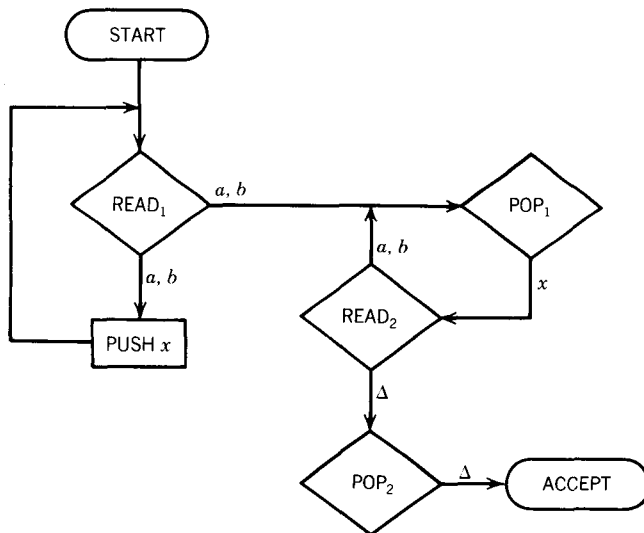 START
READ₁
a, b
POP₁
a, b
a, b
x
READ₂
PUSH x
Δ
POP₂
Δ
ACCEPT